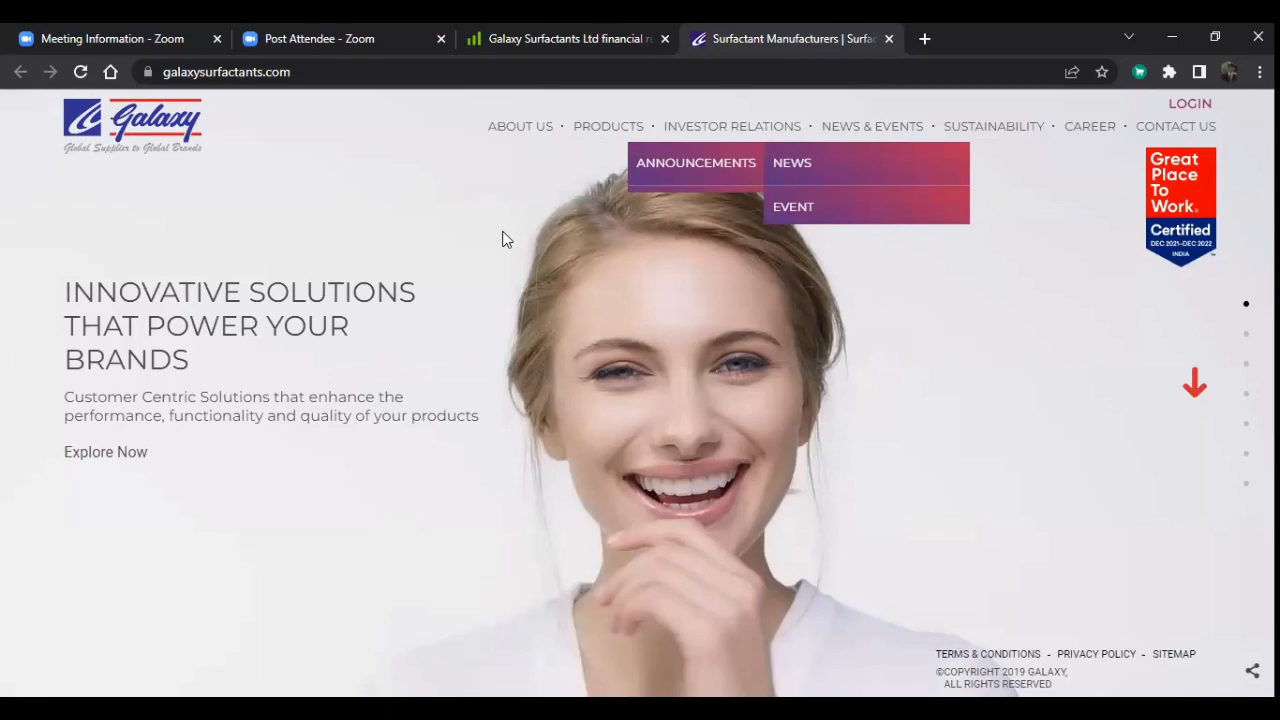 Meeting Information - Zoom
Post Attendee - Zoom
Galaxy Surfactants Ltd financial r
Surfactant Manufacturers | Surfa
galaxysurfactants.com
LOGIN
Galaxy
Global Supplier to Global Brands
ABOUT US · PRODUCTS · INVESTOR RELATIONS · NEWS & EVENTS · SUSTAINABILITY · CAREER · CONTACT US
ANNOUNCEMENTS
NEWS
EVENT
Great
Place
To
Work.
Certified
DEC 2021-DEC 2022
INDIA
INNOVATIVE SOLUTIONS
THAT POWER YOUR
BRANDS
Customer Centric Solutions that enhance the
performance, functionality and quality of your products
Explore Now
TERMS & CONDITIONS - PRIVACY POLICY - SITEMAP
©COPYRIGHT 2019 GALAXY,
ALL RIGHTS RESERVED